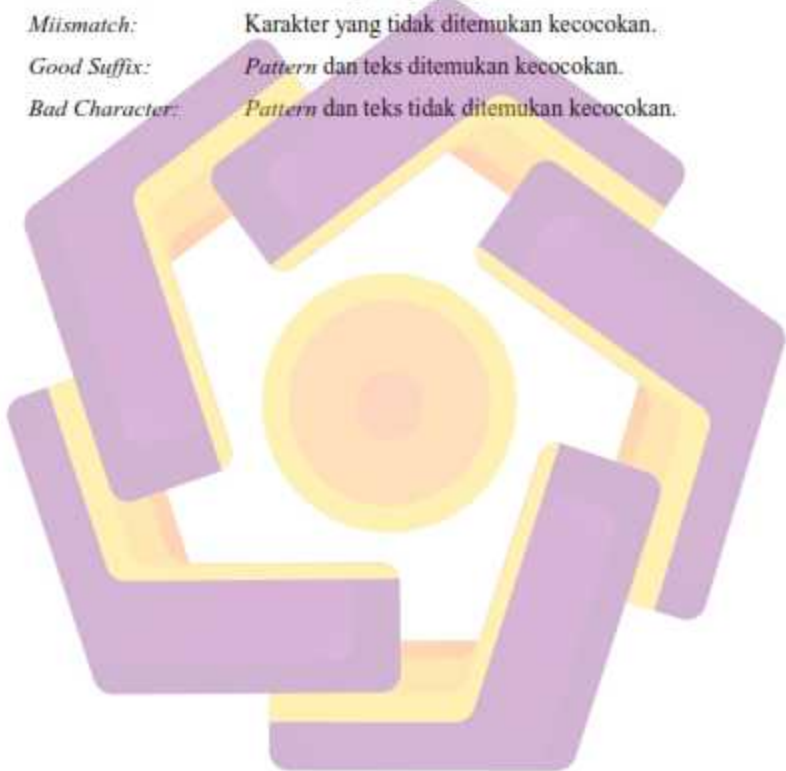 Miismatch: Karakter yang tidak ditemukan kecocokan.
Good Suffix: Pattern dan teks ditemukan kecocokan.
Bad Character: Pattern dan teks tidak ditemukan kecocokan.